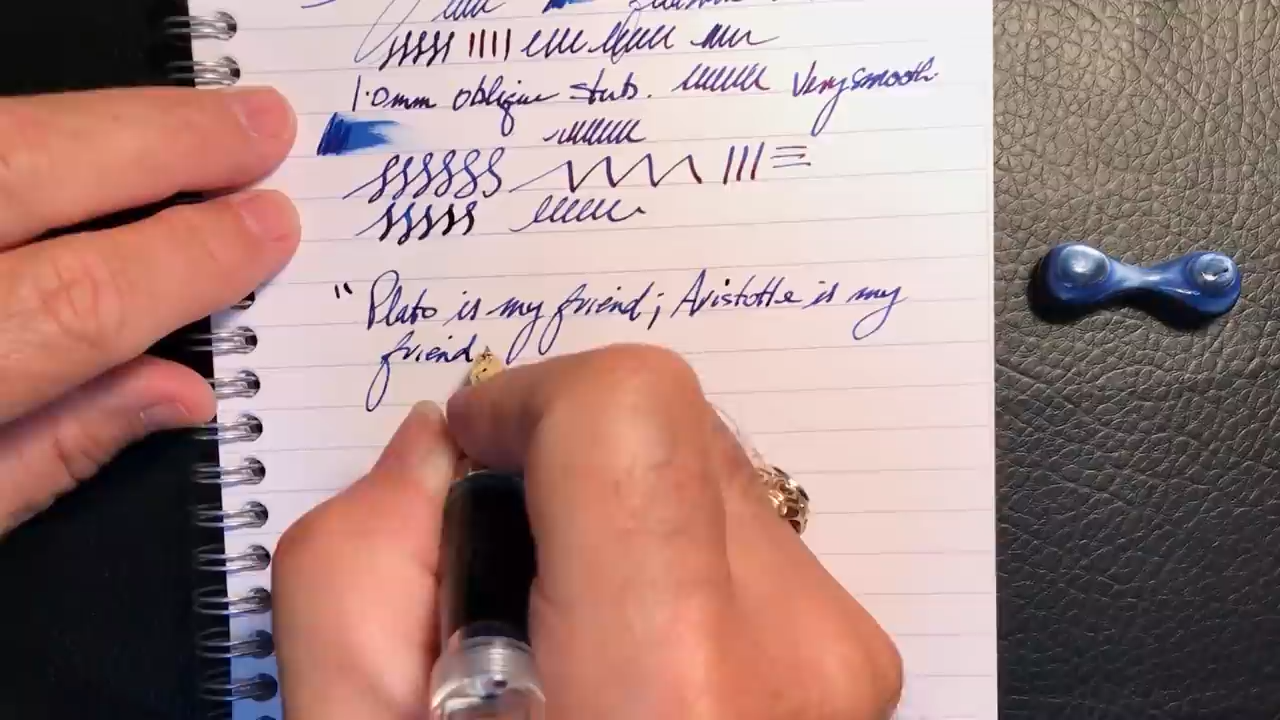 1.0mm oblique stub. Very smooth.
" Plato is my friend; Aristotle is my
friend